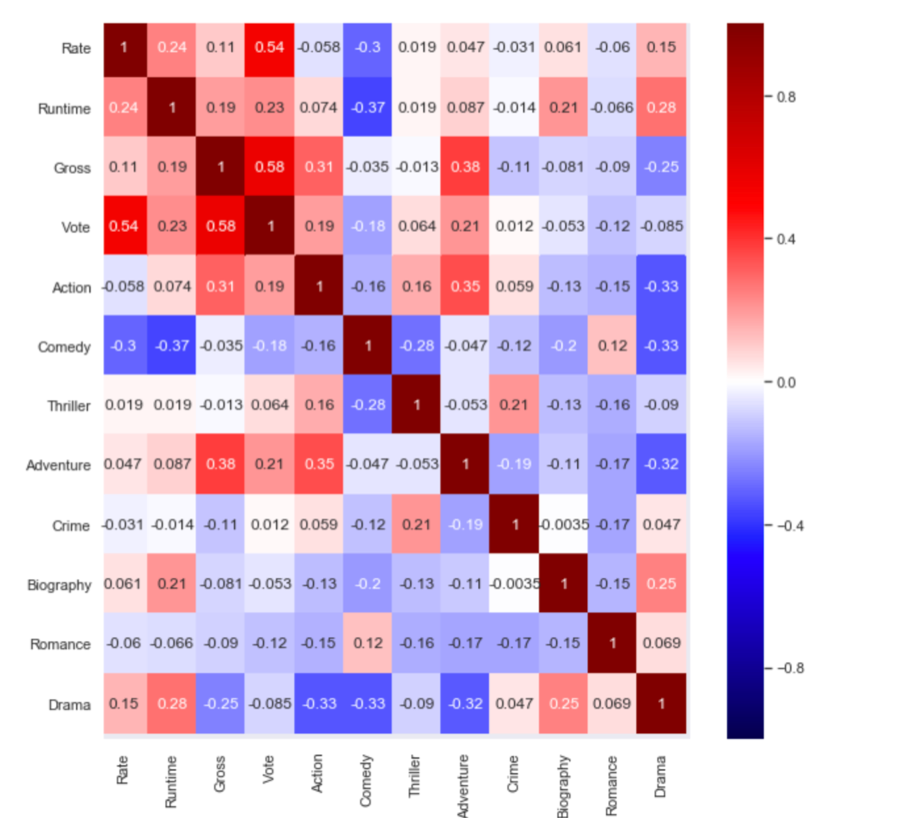 Rate 1 0.24 0.11 0.54 -0.058 -0.3 0.019 0.047 -0.031 0.061 -0.06 0.15
Runtime 0.24 1 0.19 0.23 0.074 -0.37 0.019 0.087 -0.014 0.21 -0.066 0.28
Gross 0.11 0.19 1 0.58 0.31 -0.035 -0.013 0.38 -0.11 -0.081 -0.09 -0.25
Vote 0.54 0.23 0.58 1 0.19 -0.18 0.064 0.21 0.012 -0.053 -0.12 -0.085
Action -0.058 0.074 0.31 0.19 1 -0.16 0.16 0.35 0.059 -0.13 -0.15 -0.33
Comedy -0.3 -0.37 -0.035 -0.18 -0.16 1 -0.28 -0.047 -0.12 -0.2 0.12 -0.33
Thriller 0.019 0.019 -0.013 0.064 0.16 -0.28 1 -0.053 0.21 -0.13 -0.16 -0.09
Adventure 0.047 0.087 0.38 0.21 0.35 -0.047 -0.053 1 -0.19 -0.11 -0.17 -0.32
Crime -0.031 -0.014 -0.11 0.012 0.059 -0.12 0.21 -0.19 1 -0.0035 -0.17 0.047
Biography 0.061 0.21 -0.081 -0.053 -0.13 -0.2 -0.13 -0.11 -0.0035 1 -0.15 0.25
Romance -0.06 -0.066 -0.09 -0.12 -0.15 0.12 -0.16 -0.17 -0.17 -0.15 1 0.069
Drama 0.15 0.28 -0.25 -0.085 -0.33 -0.33 -0.09 -0.32 0.047 0.25 0.069 1
Rate Runtime Gross Vote Action Comedy Thriller Adventure Crime Biography Romance Drama
0.8
0.4
0.0
-0.4
-0.8